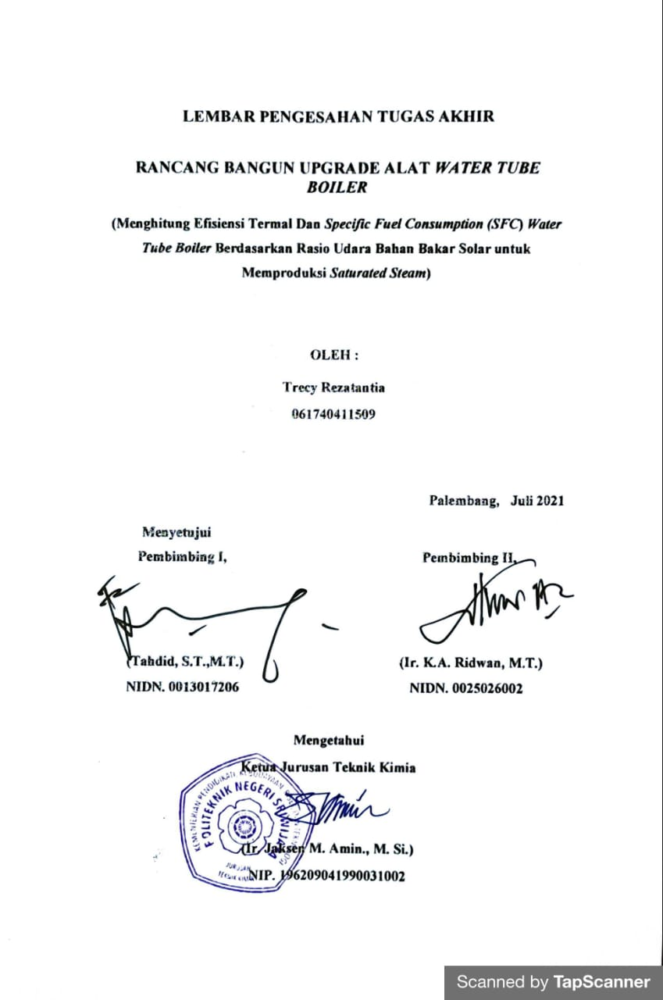 LEMBAR PENGESAHAN TUGAS AKHIR
RANCANG BANGUN UPGRADE ALAT WATER TUBE
BOILER
(Menghitung Efisiensi Termal Dan Specific Fuel Consumption (SFC) Water
Tube Boiler Berdasarkan Rasio Udara Bahan Bakar Solar untuk
Memproduksi Saturated Steam)
OLEH :
Trecy Rezatantia
061740411509
Palembang, Juli 2021
Menyetujui
Pembimbing I,
Pembimbing II,
(Tahdid, S.T.,M.T.)
NIDN. 0013017206
(Ir. K.A. Ridwan, M.T.)
NIDN. 0025026002
Mengetahui
Ketua Jurusan Teknik Kimia
KEMENTERIAN PENDIDIKAN, KEBUDAYAAN
POLITEKNIK NEGERI SRIWIJAYA
JURUSAN
TEKNIK KIMIA
(Ir. Jaksen M. Amin., M. Si.)
NIP. 196209041990031002
Scanned by TapScanner